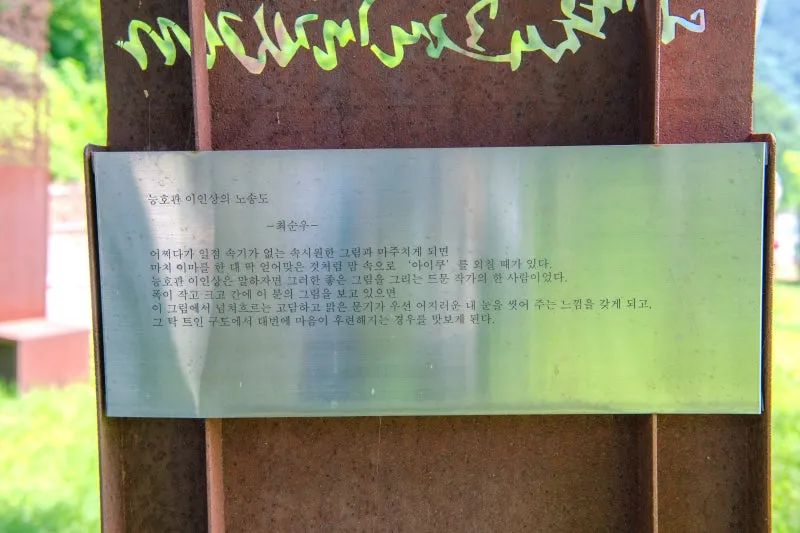 능호관 이인상의 노송도
-최순우-
어쩌다가 일점 속기가 없는 속시원한 그림과 마주치게 되면
마치 이마를 한 대 딱 얻어맞은 것처럼 맘 속으로 ‘아이쿠’ 를 외칠 때가 있다.
능호관 이인상은 말하자면 그러한 좋은 그림을 그리는 드문 작가의 한 사람이었다.
폭이 작고 크고 간에 이 분의 그림을 보고 있으면
이 그림에서 넘쳐흐르는 고담하고 맑은 문기가 우선 어지러운 내 눈을 씻어 주는 느낌을 갖게 되고,
그 탁 트인 구도에서 대번에 마음이 후련해지는 경우를 맛보게 된다.